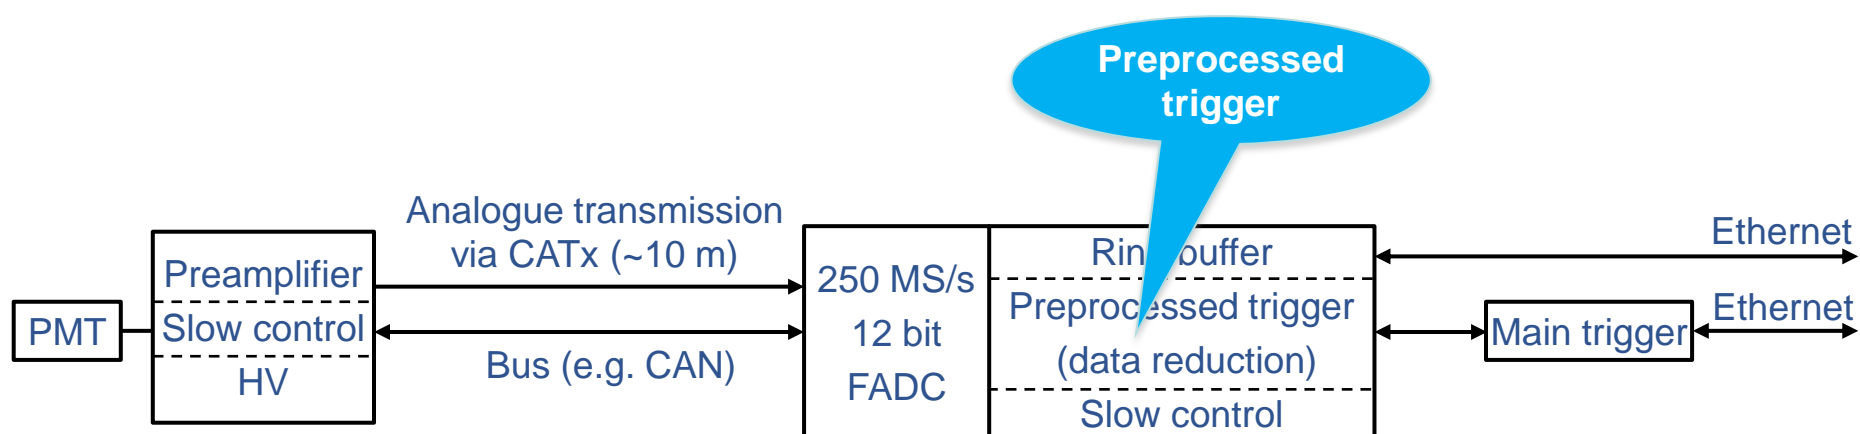 Preprocessed
trigger
Analogue transmission
via CATx (~10 m)
PMT
Preamplifier
Slow control
HV
Bus (e.g. CAN)
250 MS/s
12 bit
FADC
Ring buffer
Preprocessed trigger
(data reduction)
Slow control
Ethernet
Main trigger
Ethernet